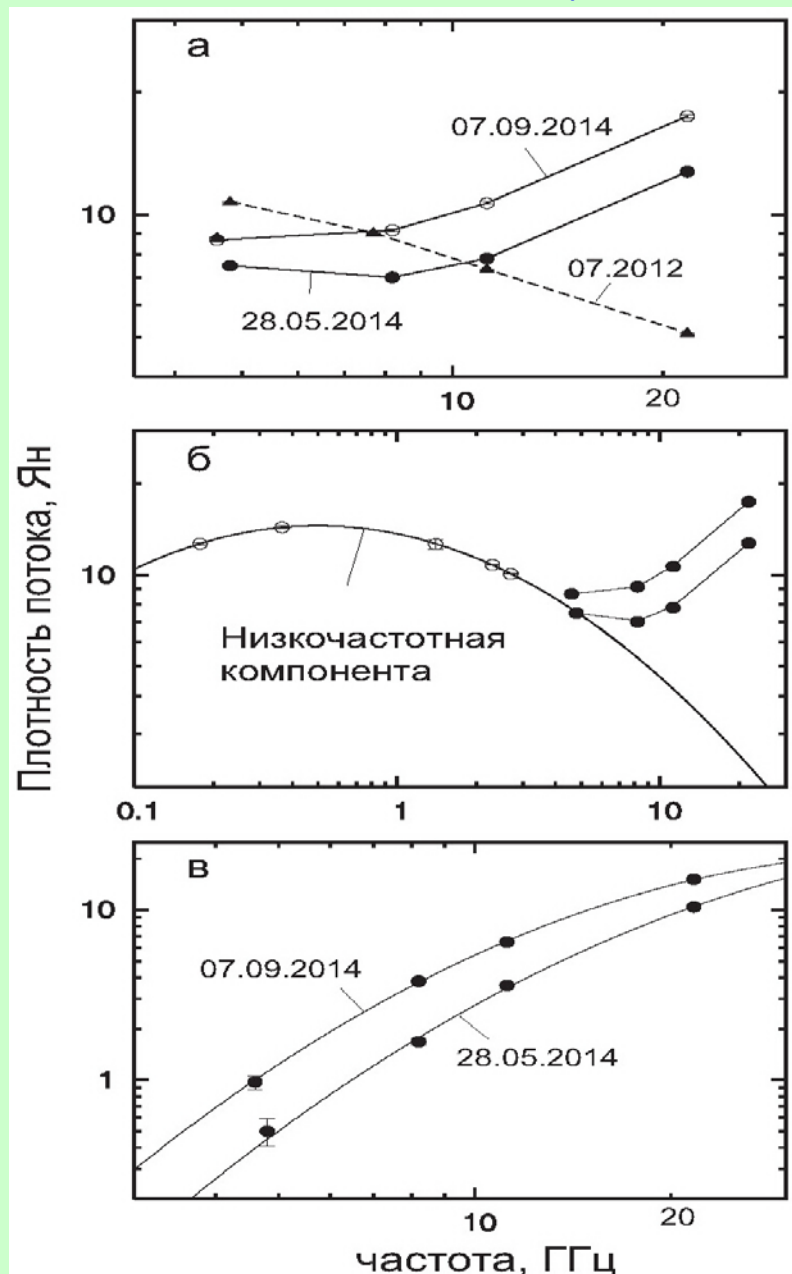 а
07.09.2014
10
07.2012
28.05.2014
10
20
б
10
Низкочастотная
компонента
0.1
1
10
в
10
07.09.2014
28.05.2014
1
10
20
Плотность потока, Ян
частота, ГГц